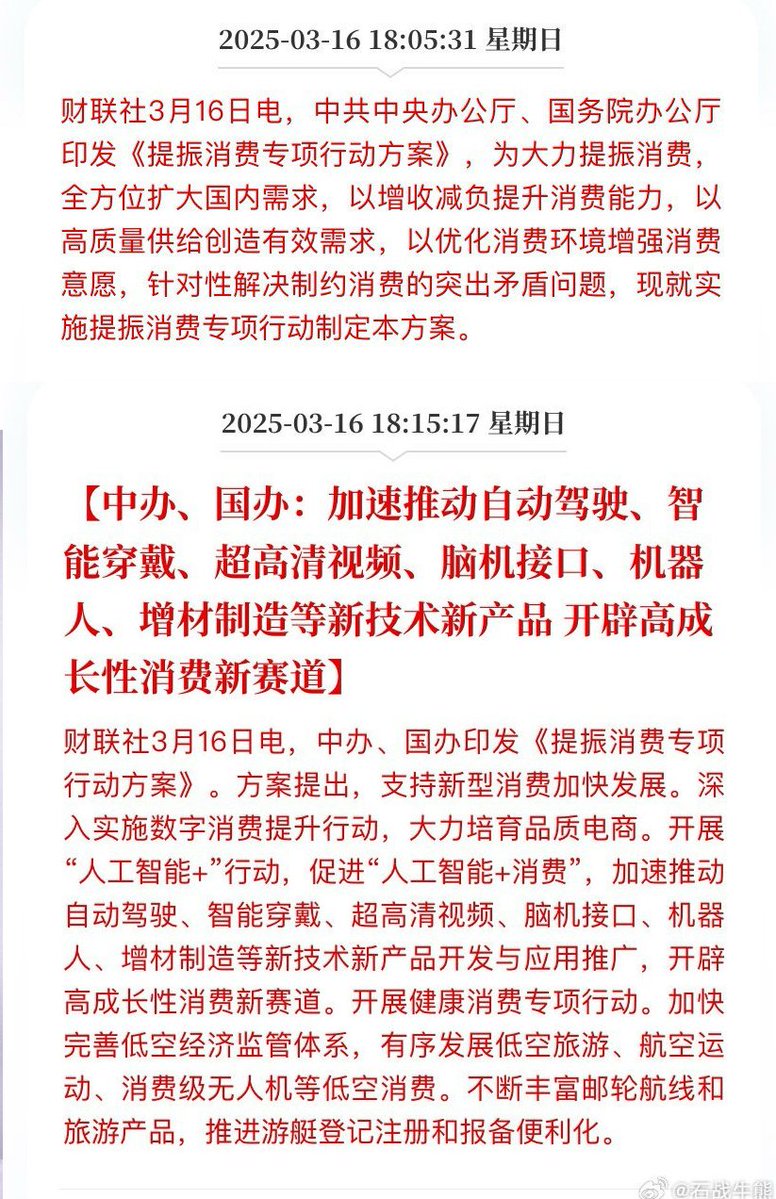 2025-03-16 18:05:31 星期日
财联社3月16日电，中共中央办公厅、国务院办公厅
印发《提振消费专项行动方案》，为大力提振消费，
全方位扩大国内需求，以增收减负提升消费能力，以
高质量供给创造有效需求，以优化消费环境增强消费
意愿，针对性解决制约消费的突出矛盾问题，现就实
施提振消费专项行动制定本方案。
2025-03-16 18:15:17 星期日
【中办、国办：加速推动自动驾驶、智
能穿戴、超高清视频、脑机接口、机器
人、增材制造等新技术新产品 开辟高成
长性消费新赛道】
财联社3月16日电，中办、国办印发《提振消费专项
行动方案》。方案提出，支持新型消费加快发展。深
入实施数字消费提升行动，大力培育品质电商。开展
“人工智能+”行动，促进“人工智能+消费”，加速推动
自动驾驶、智能穿戴、超高清视频、脑机接口、机器
人、增材制造等新技术新产品开发与应用推广，开辟
高成长性消费新赛道。开展健康消费专项行动。加快
完善低空经济监管体系，有序发展低空旅游、航空运
动、消费级无人机等低空消费。不断丰富邮轮航线和
旅游产品，推进游艇登记注册和报备便利化。
@石战牛熊